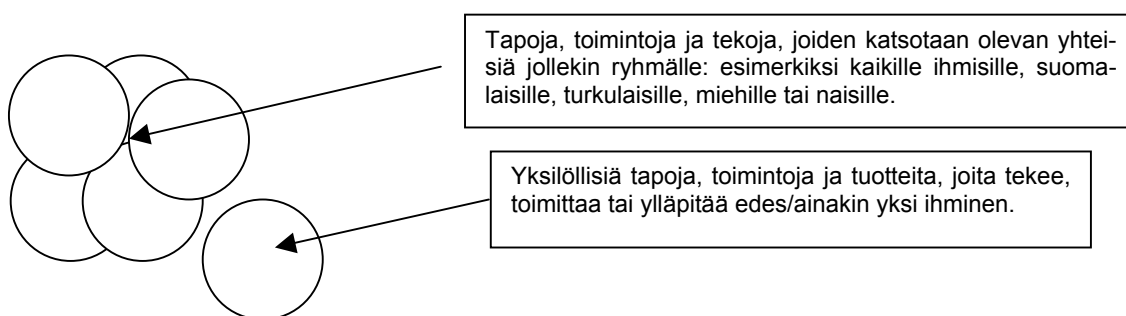 Tapoja, toimintoja ja tekoja, joiden katsotaan olevan yhtei-
siä jollekin ryhmälle: esimerkiksi kaikille ihmisille, suoma-
laisille, turkulaisille, miehille tai naisille.
Yksilöllisiä tapoja, toimintoja ja tuotteita, joita tekee,
toimittaa tai ylläpitää edes/ainakin yksi ihminen.